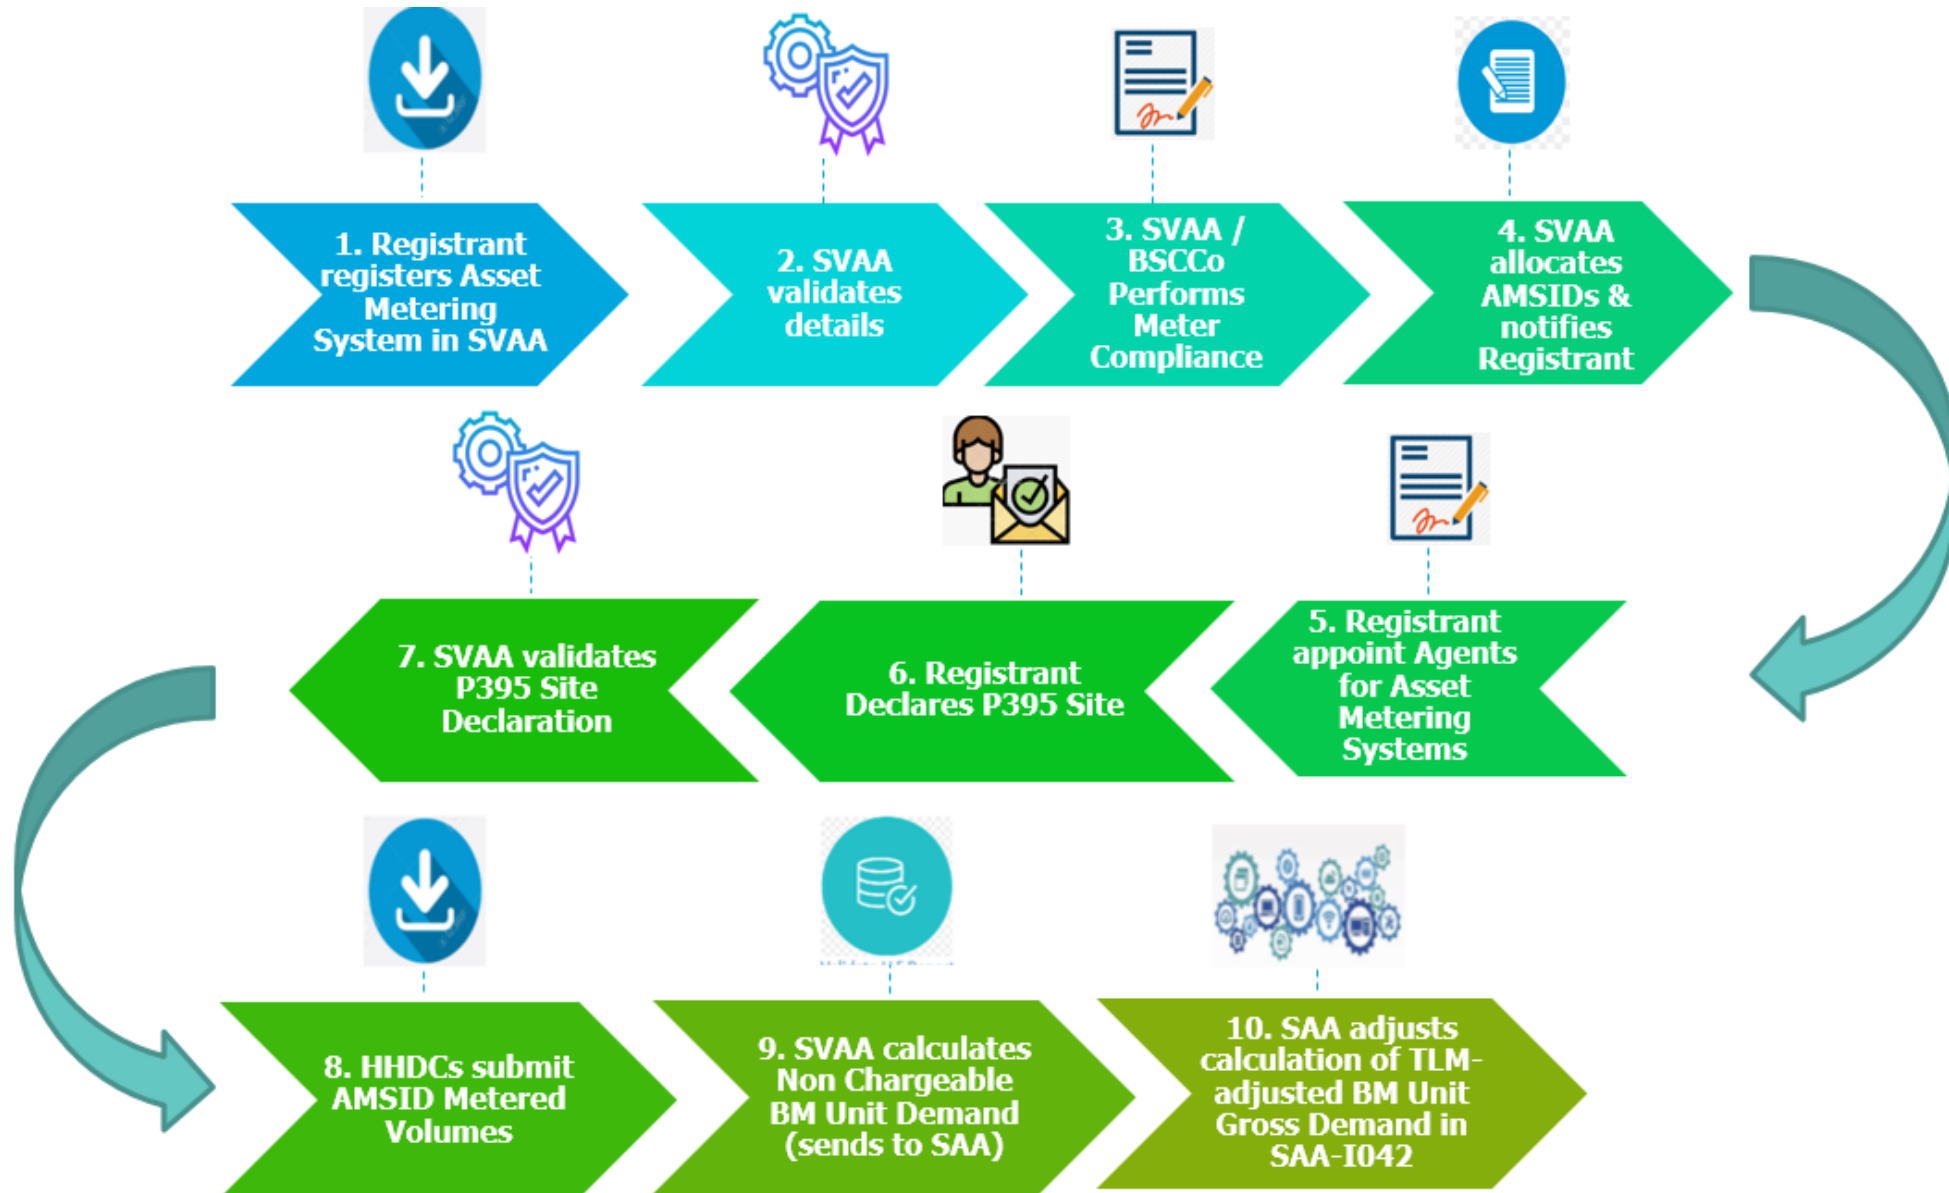 1. Registrant
registers Asset
Metering
System in SVAA
2. SVAA
validates
details
3. SVAA /
BSCCo
Performs
Meter
Compliance
4. SVAA
allocates
AMSIDs &
notifies
Registrant
5. Registrant
appoint Agents
for Asset
Metering
Systems
6. Registrant
Declares P395 Site
7. SVAA validates
P395 Site
Declaration
8. HHDCs submit
AMSID Metered
Volumes
9. SVAA calculates
Non Chargeable
BM Unit Demand
(sends to SAA)
10. SAA adjusts
calculation of TLM-
adjusted BM Unit
Gross Demand in
SAA-I042